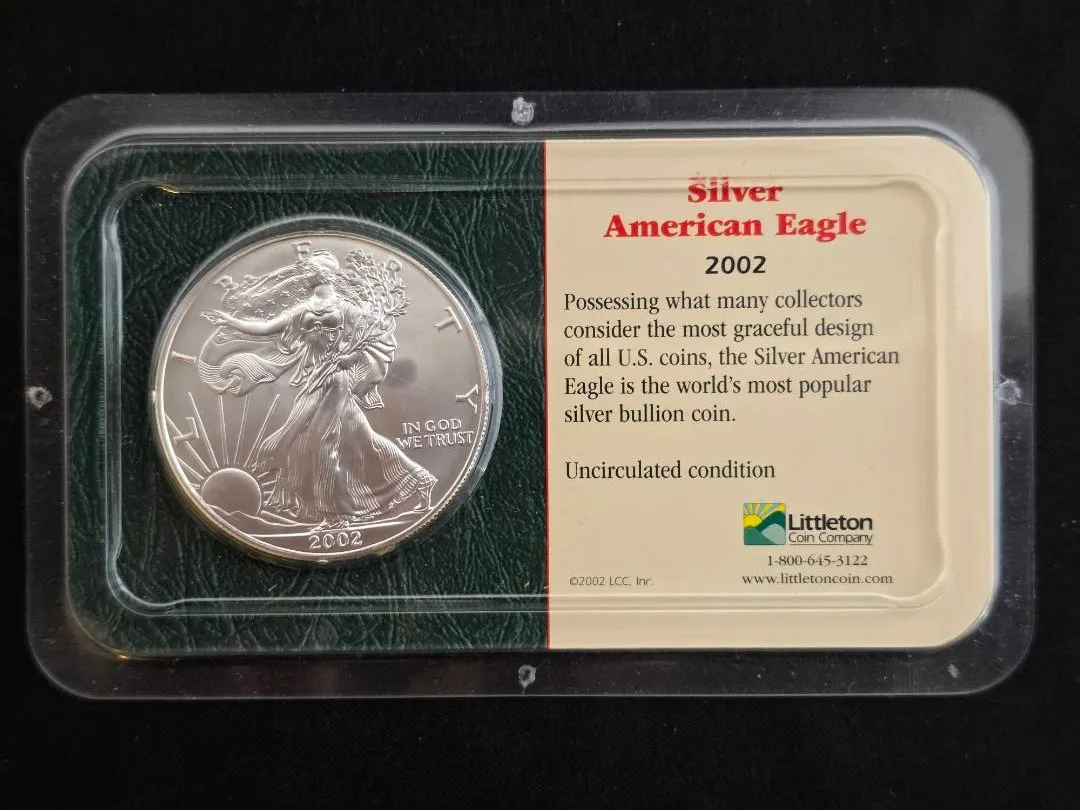 LIBERTY
IN GOD
WE TRUST
2002
Silver
American Eagle
2002
Possessing what many collectors
consider the most graceful design
of all U.S. coins, the Silver American
Eagle is the world's most popular
silver bullion coin.
Uncirculated condition
Littleton
Coin Company
1-800-645-3122
©2002 LCC, Inc.
www.littletoncoin.com